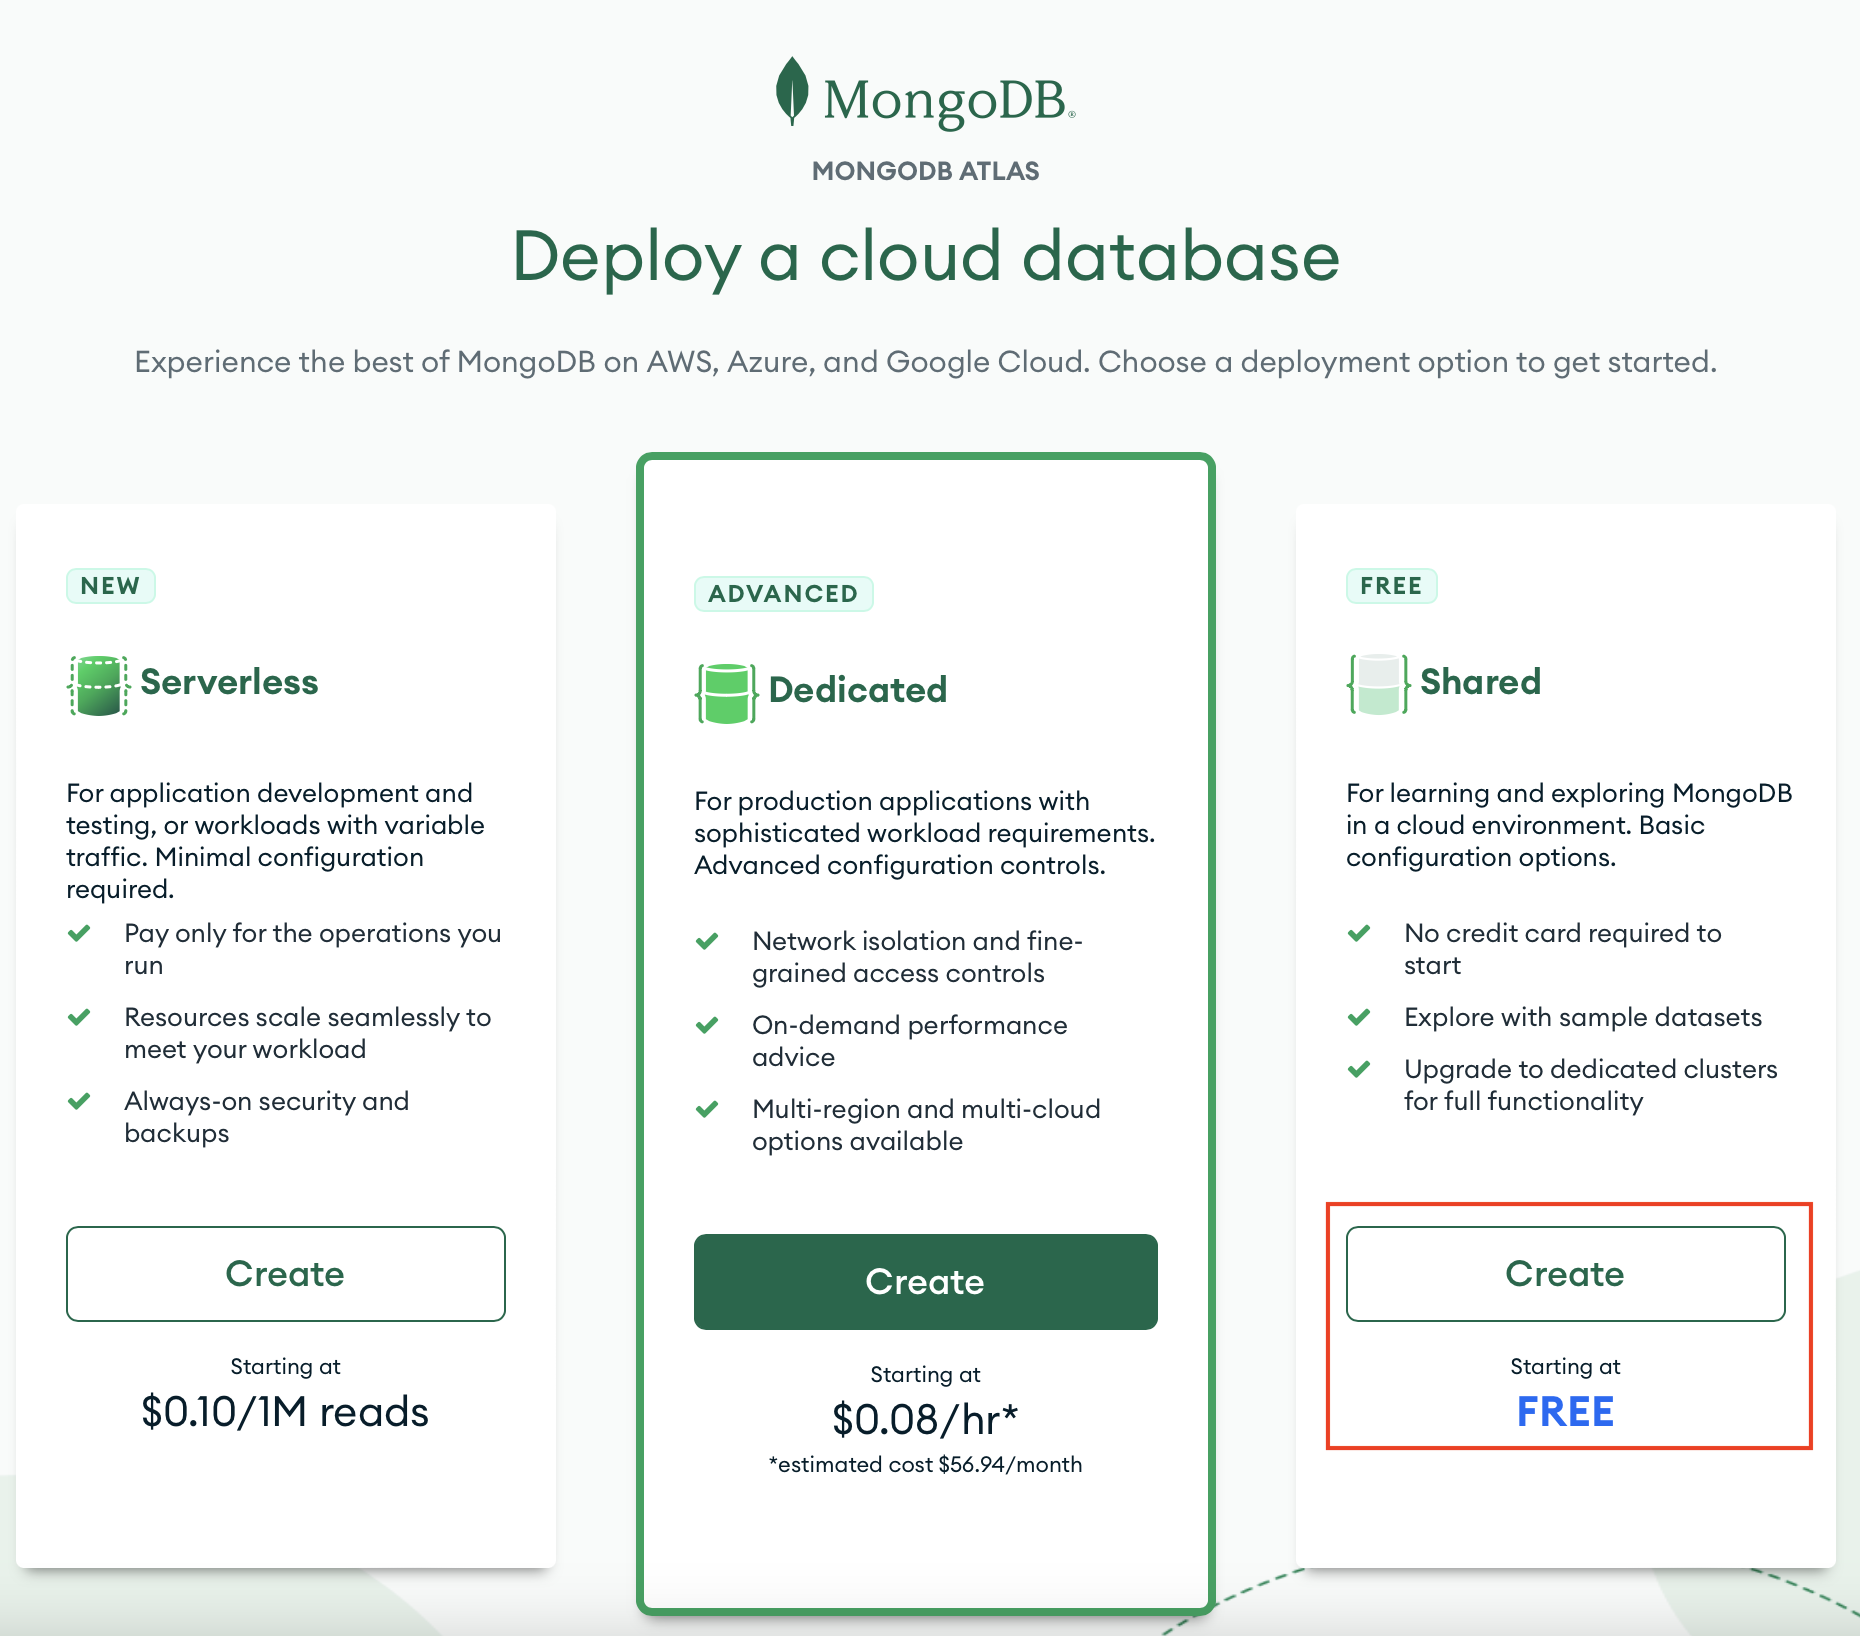 MongoDB®
MONGODB ATLAS
Deploy a cloud database
Experience the best of MongoDB on AWS, Azure, and Google Cloud. Choose a deployment option to get started.
NEW
Serverless
For application development and
testing, or workloads with variable
traffic. Minimal configuration
required.
Pay only for the operations you
run
Resources scale seamlessly to
meet your workload
Always-on security and
backups
Create
Starting at
$0.10/1M reads
ADVANCED
Dedicated
For production applications with
sophisticated workload requirements.
Advanced configuration controls.
Network isolation and fine-
grained access controls
On-demand performance
advice
Multi-region and multi-cloud
options available
Create
Starting at
$0.08/hr*
*estimated cost $56.94/month
FREE
Shared
For learning and exploring MongoDB
in a cloud environment. Basic
configuration options.
No credit card required to
start
Explore with sample datasets
Upgrade to dedicated clusters
for full functionality
Create
Starting at
FREE